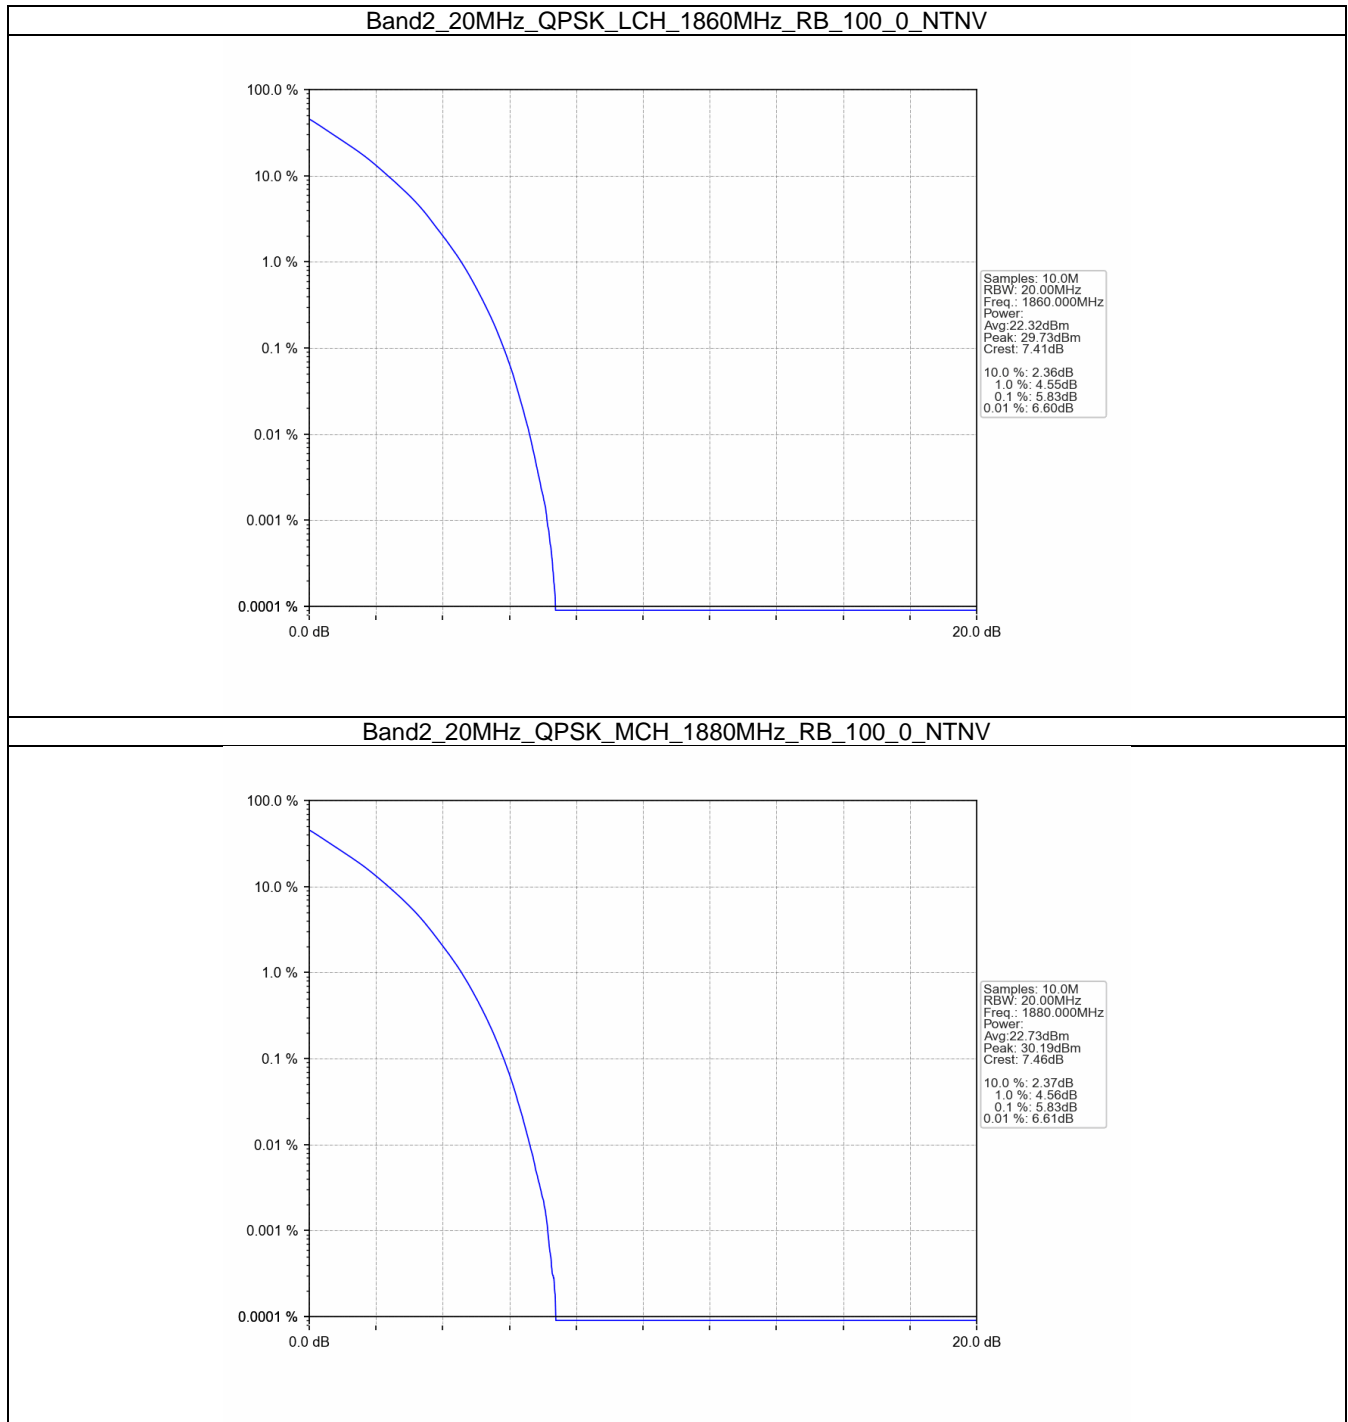 Band2_20MHz_QPSK_LCH_1860MHz_RB_100_0_NTNV
100.0 %
10.0 %
1.0 %
0.1 %
0.01 %
0.001 %
0.0001 %
0.0 dB
20.0 dB
Samples: 10.0M
RBW: 20.00MHz
Freq.: 1860.000MHz
Power:
Avg:22.32dBm
Peak: 29.73dBm
Crest: 7.41dB
10.0 %: 2.36dB
1.0 %: 4.55dB
0.1 %: 5.83dB
0.01 %: 6.60dB
Band2_20MHz_QPSK_MCH_1880MHz_RB_100_0_NTNV
100.0 %
10.0 %
1.0 %
0.1 %
0.01 %
0.001 %
0.0001 %
0.0 dB
20.0 dB
Samples: 10.0M
RBW: 20.00MHz
Freq.: 1880.000MHz
Power:
Avg:22.73dBm
Peak: 30.19dBm
Crest: 7.46dB
10.0 %: 2.37dB
1.0 %: 4.56dB
0.1 %: 5.83dB
0.01 %: 6.61dB